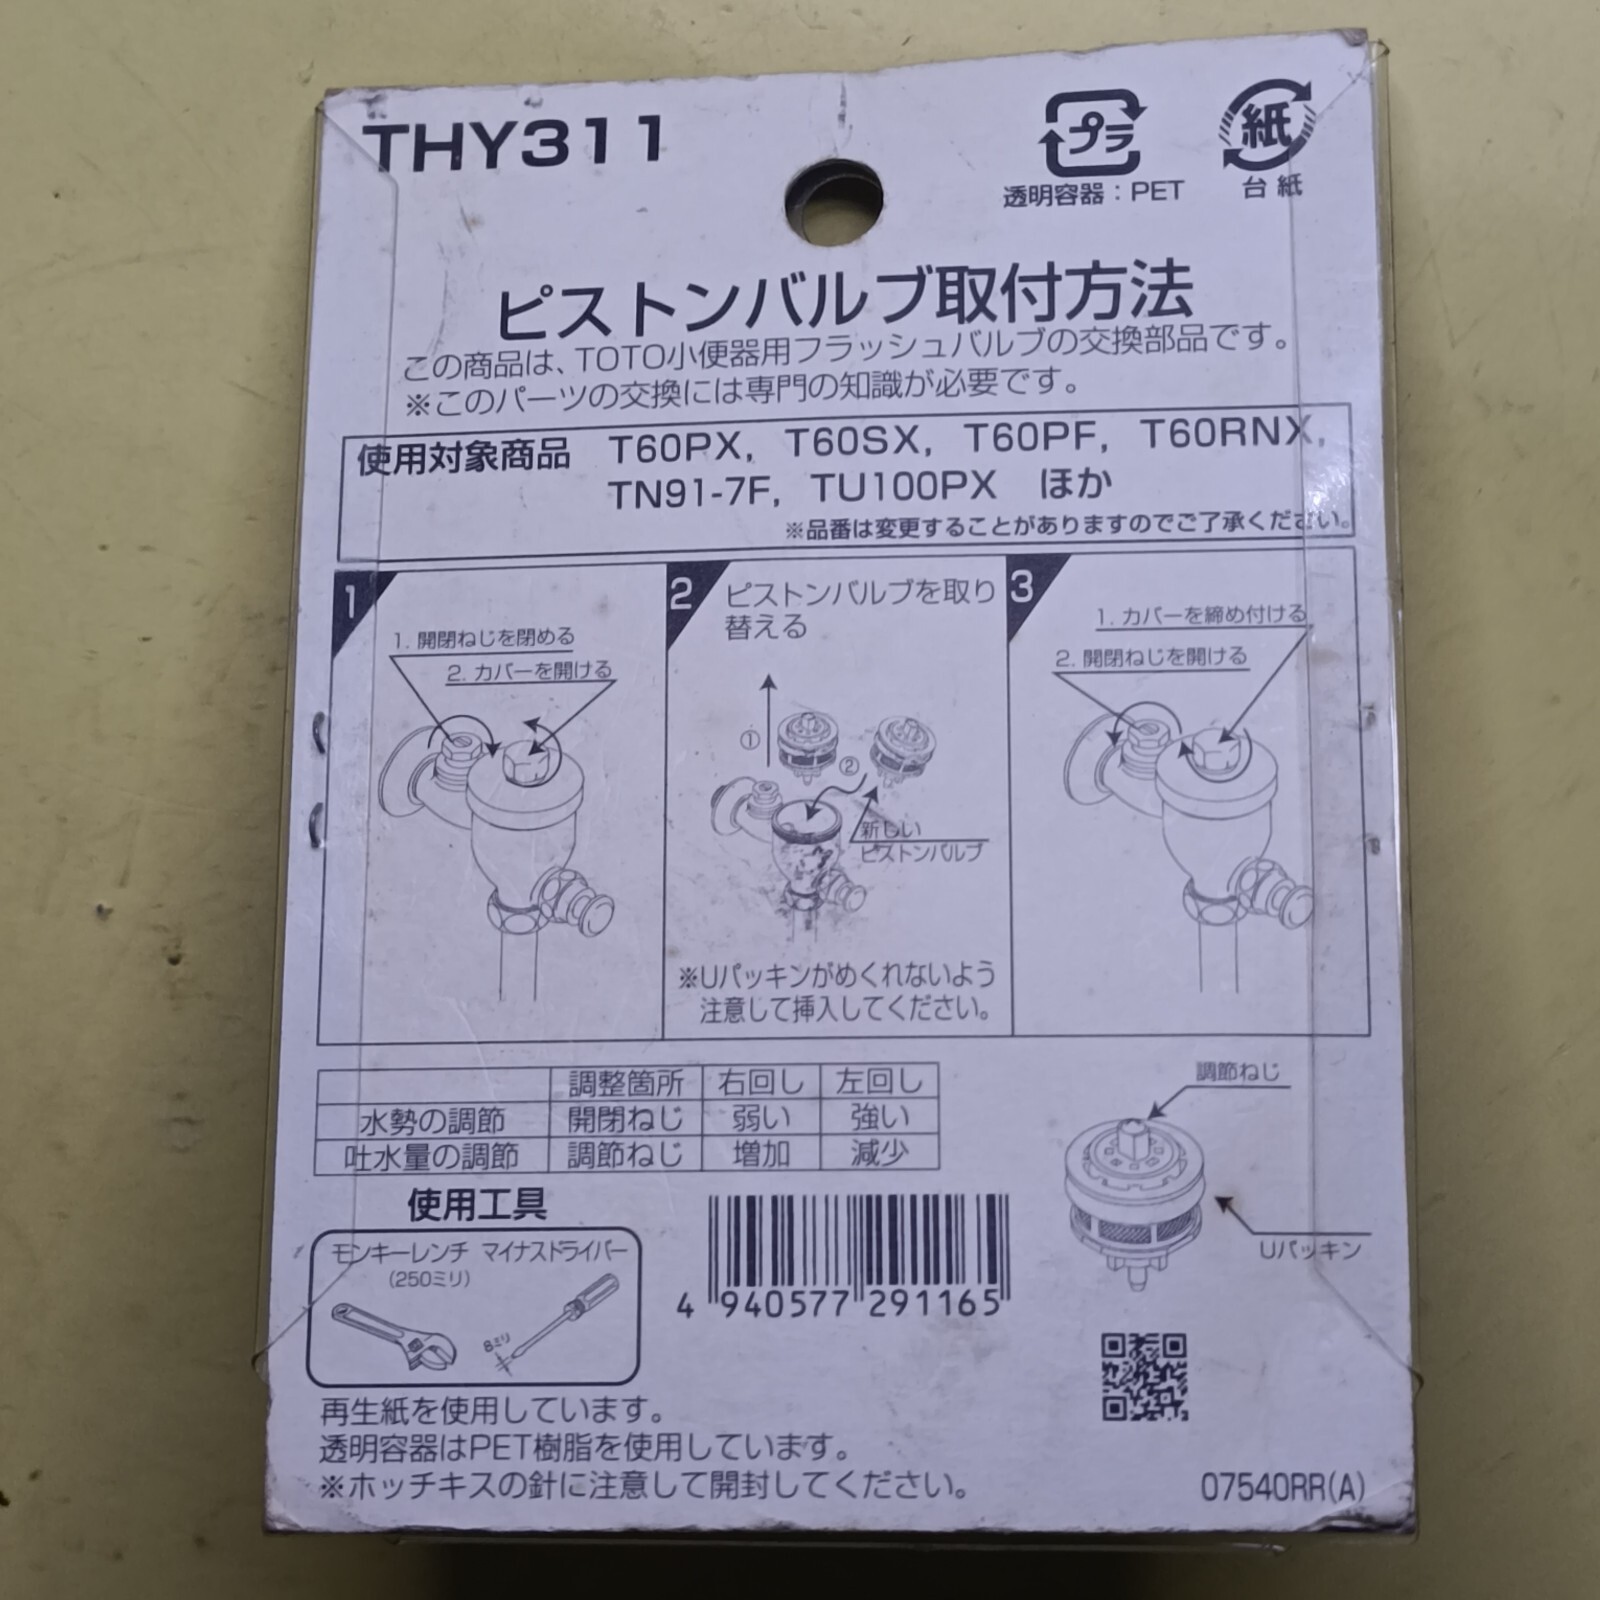 THY311
プラ
透明容器：PET
紙
台紙
ピストンバルブ取付方法
この商品は、TOTO小便器用フラッシュバルブの交換部品です。
※このパーツの交換には専門の知識が必要です。
使用対象商品 T60PX, T60SX, T60PF, T60RNX,
TN91-7F, TU100PX ほか
※品番は変更することがありますのでご了承ください。
1
1. 開閉ねじを閉める
2. カバーを開ける
2 ピストンバルブを取り
替える
①
②
新しい
ピストンバルブ
※Uパッキンがめくれないよう
注意して挿入してください。
3
1. カバーを締め付ける
2. 開閉ねじを開ける
調整箇所 右回し 左回し
水勢の調節 開閉ねじ 弱い 強い
吐水量の調節 調節ねじ 増加 減少
調節ねじ
Uパッキン
使用工具
モンキーレンチ マイナスドライバー
(250ミリ)
8ミリ
4 940577 291165
再生紙を使用しています。
透明容器はPET樹脂を使用しています。
※ホッチキスの針に注意して開封してください。
07540RR(A)